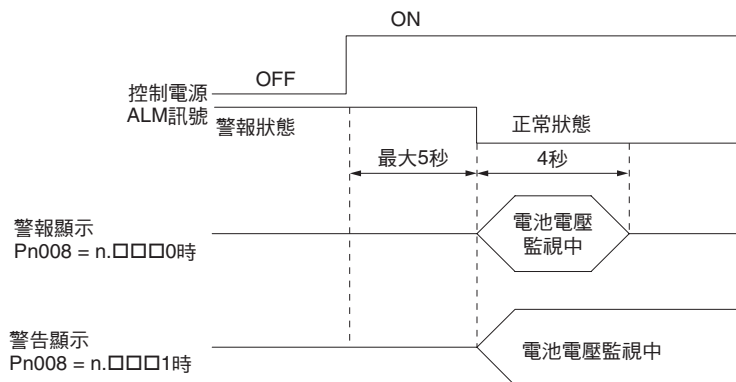 ON
OFF
控制電源
ALM訊號
警報狀態
正常狀態
最大5秒
4秒
警報顯示
Pn008 = n.□□□0時
電池電壓
監視中
警告顯示
Pn008 = n.□□□1時
電池電壓監視中